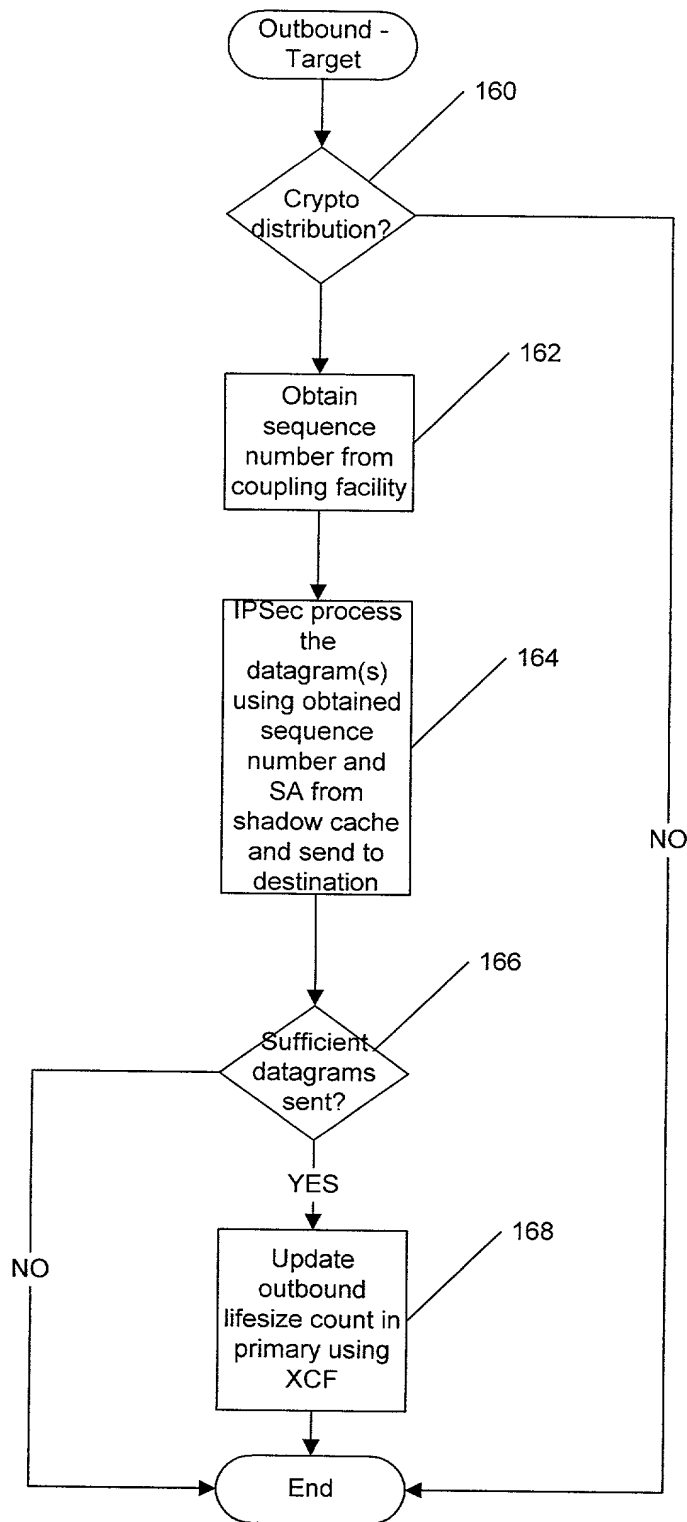 Outbound -
Target
160
Crypto
distribution?
162
Obtain
sequence
number from
coupling facility
IPSec process
the
datagram(s)
using obtained
sequence
number and
SA from
shadow cache
and send to
destination
164
NO
166
Sufficient
datagrams
sent?
YES
NO
168
Update
outbound
lifesize count in
primary using
XCF
End